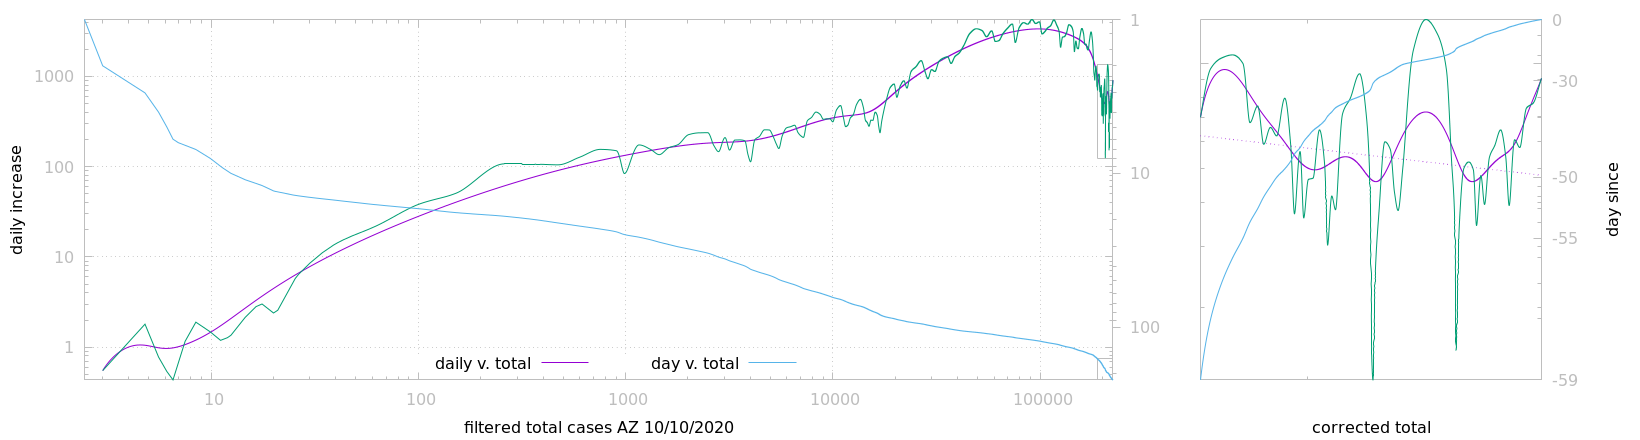 1000
100
10
1
daily increase
1
10
100
daily v. total
day v. total
10
100
1000
10000
100000
filtered total cases AZ 10/10/2020
0
-30
-50
-55
-59
day since
corrected total